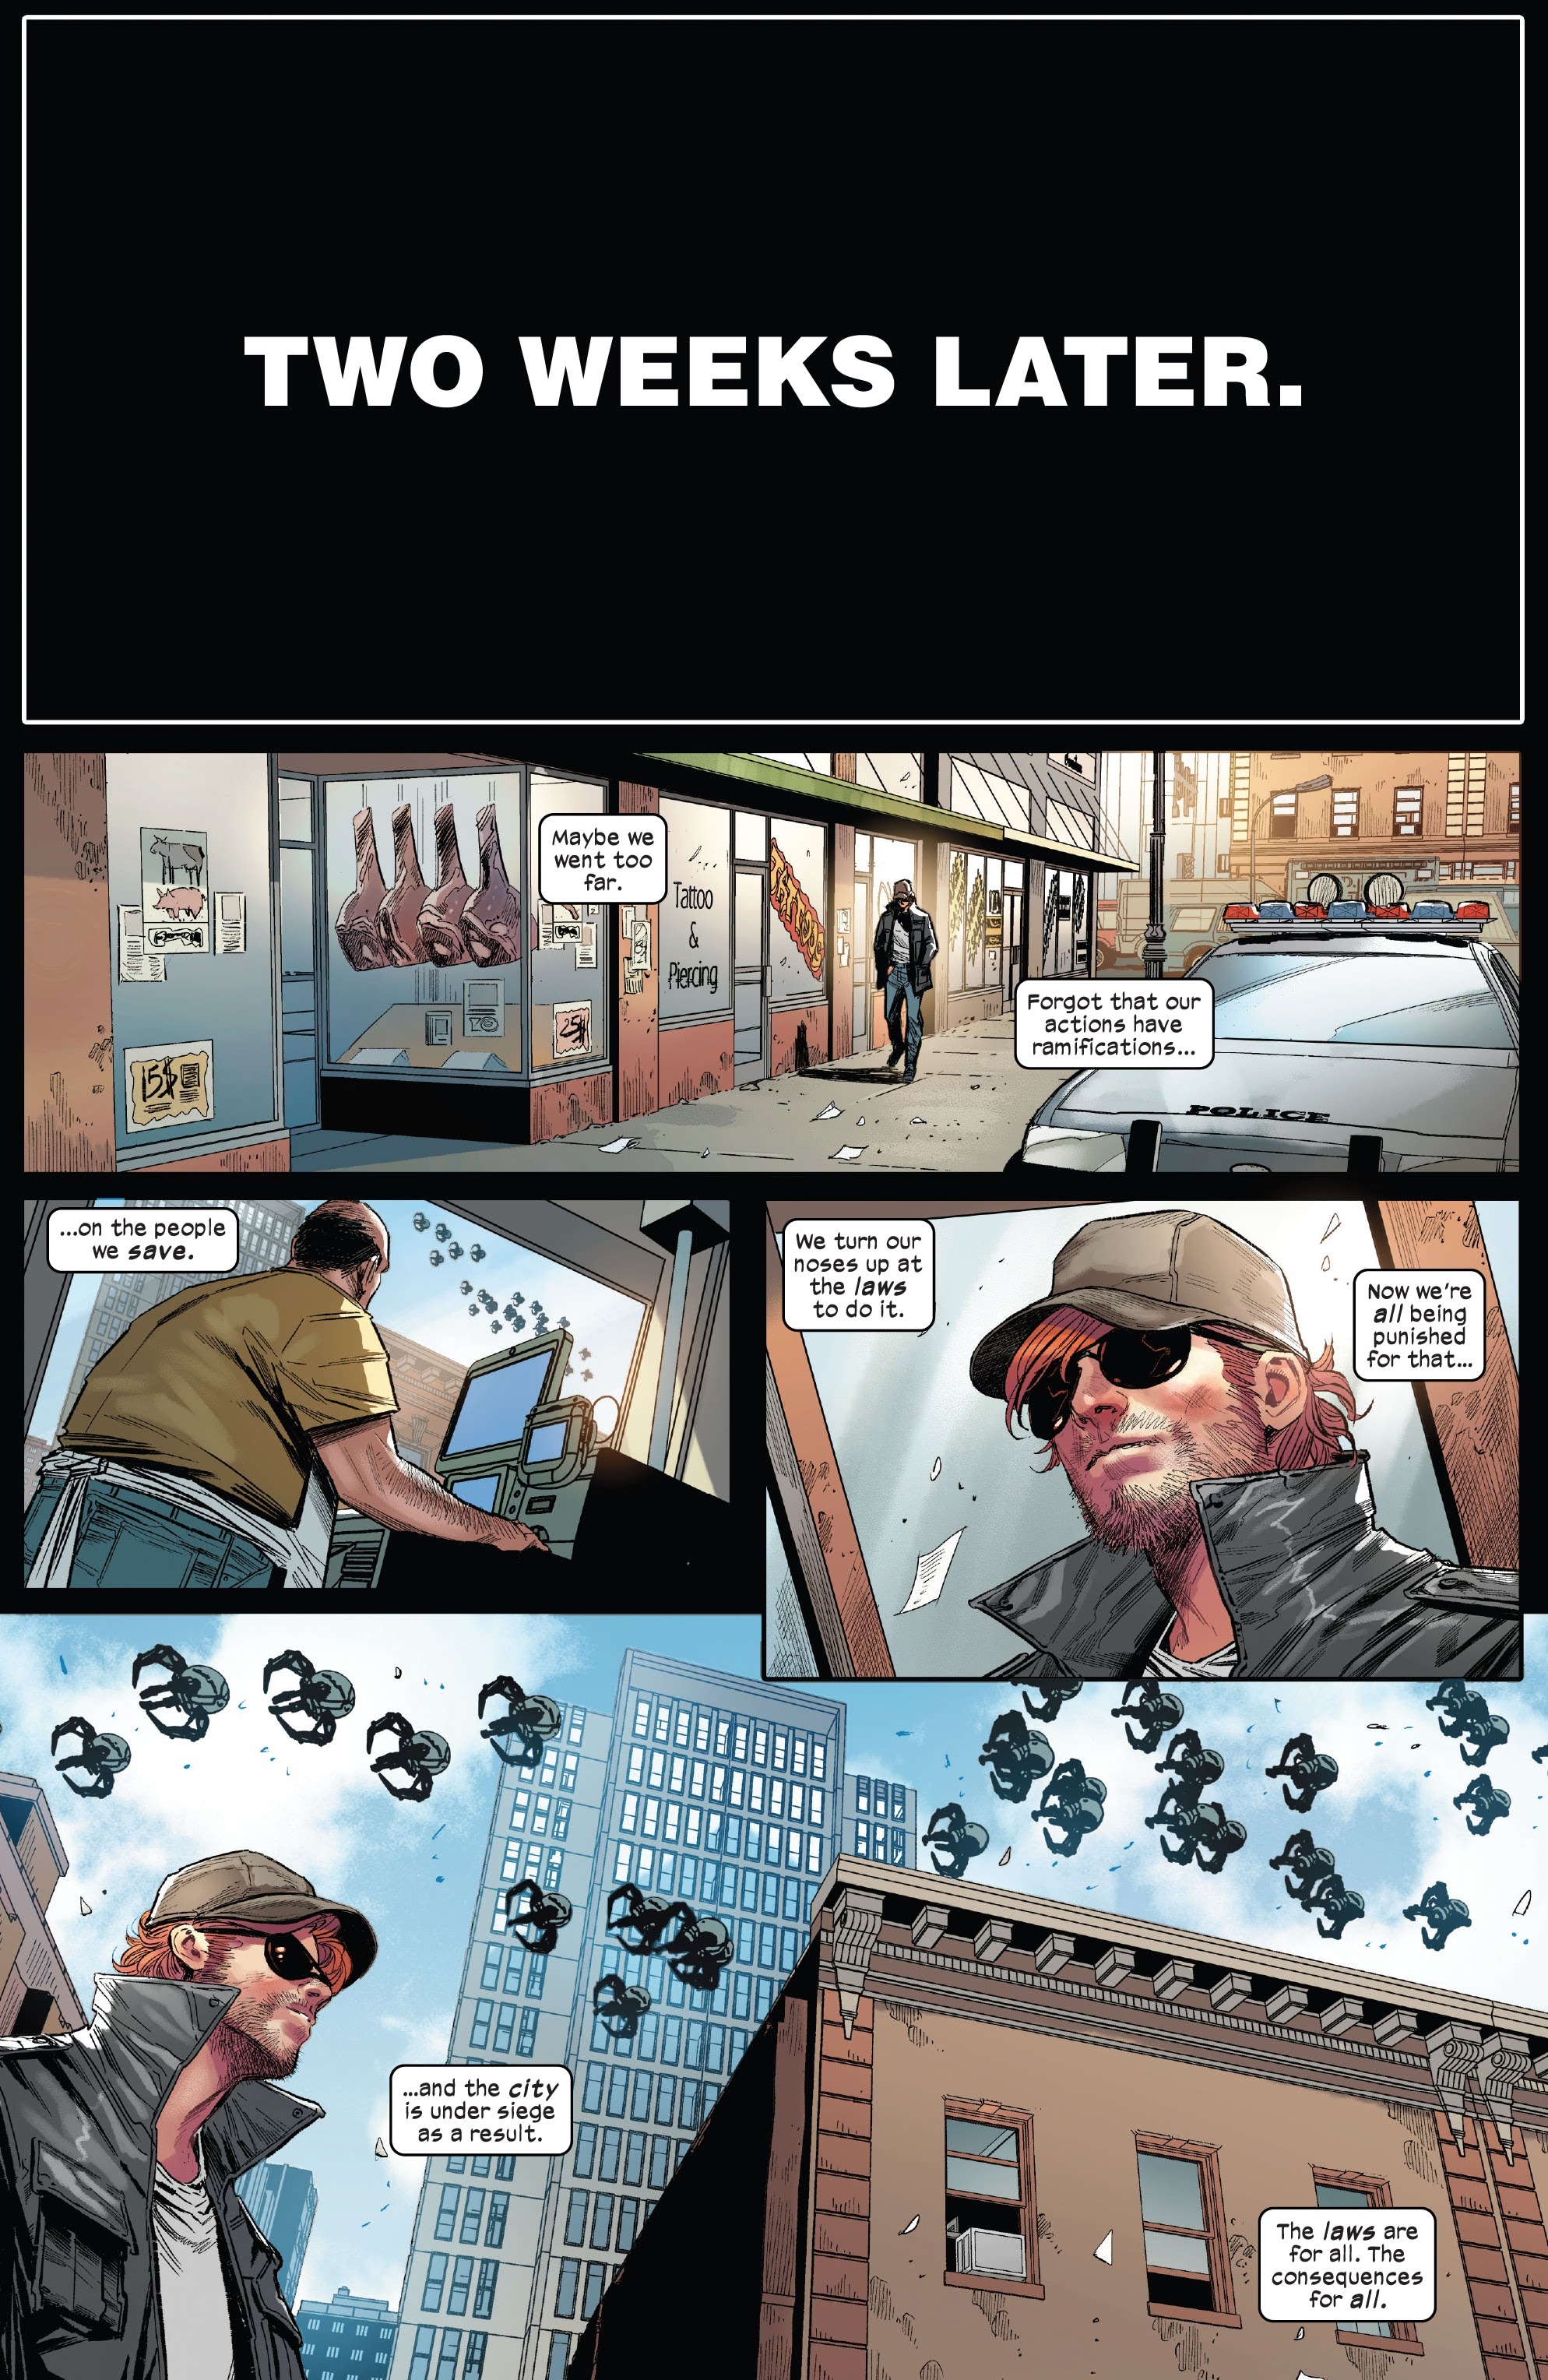 TWO WEEKS LATER.
Maybe we
went too
far.
Tattoo
&
Piercing
25$
15$
Forgot that our
actions have
ramifications...
POLICE
...on the people
we save.
We turn our
noses up at
the laws
to do it.
Now we're
all being
punished
for that...
...and the city
is under siege
as a result.
The laws are
for all. The
consequences
for all.